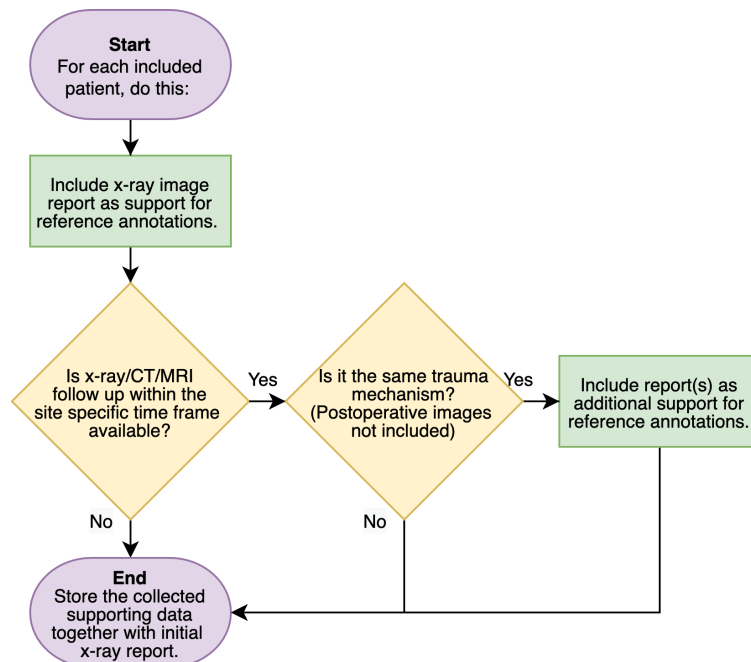 Start
For each included
patient, do this:
Include x-ray image
report as support for
reference annotations.
Is x-ray/CT/MRI
follow up within the
site specific time frame
available?
Yes
Is it the same trauma
mechanism?
(Postoperative images
not included)
Yes
Include report(s) as
additional support for
reference annotations.
No
No
End
Store the collected
supporting data
together with initial
x-ray report.